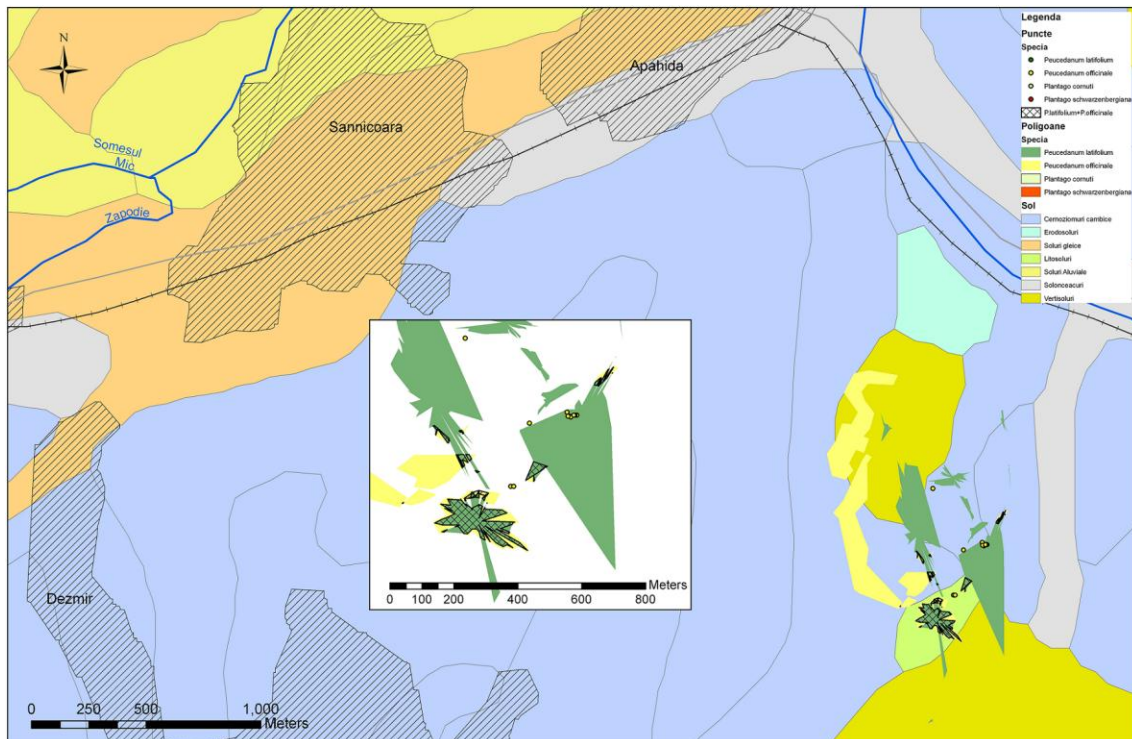 N
Apahida
Sannicoara
Somesul
Mic
Zapodie
Dezmir
Legenda
Puncte
Specia
Peucedanum latifolium
Peucedanum officinale
Plantago cornuti
Plantago schwarzenbergiana
P.latifolium+P.officinale
Poligoane
Specia
Peucedanum latifolium
Peucedanum officinale
Plantago cornuti
Plantago schwarzenbergiana
Sol
Cernoziomuri cambice
Erodosoluri
Soluri gleice
Litosoluri
Soluri Aluviale
Solonceacuri
Vertisoluri
Meters
0 100 200 400 600 800
0 250 500 1,000
Meters